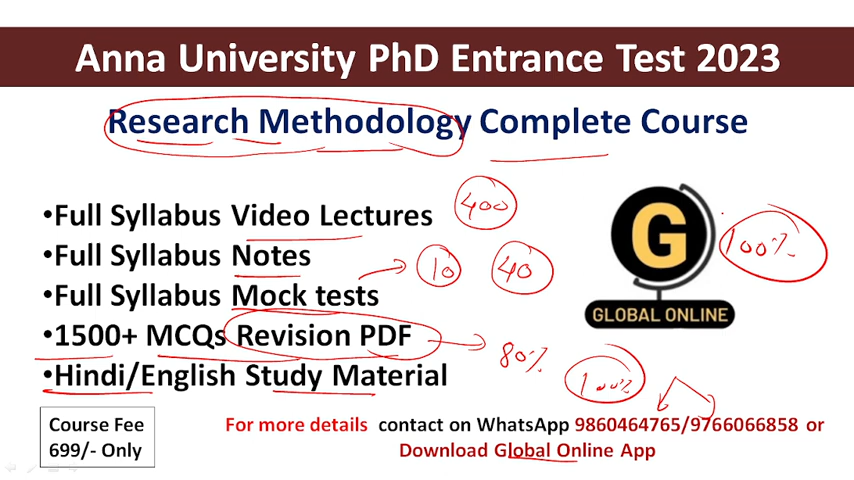 Anna University PhD Entrance Test 2023
Research Methodology Complete Course
•Full Syllabus Video Lectures
400
•Full Syllabus Notes
10
40
•Full Syllabus Mock tests
•1500+ MCQs Revision PDF
80%
•Hindi/English Study Material
100%
G
GLOBAL ONLINE
100%
Course Fee
699/- Only
For more details contact on WhatsApp 9860464765/9766066858 or
Download Global Online App